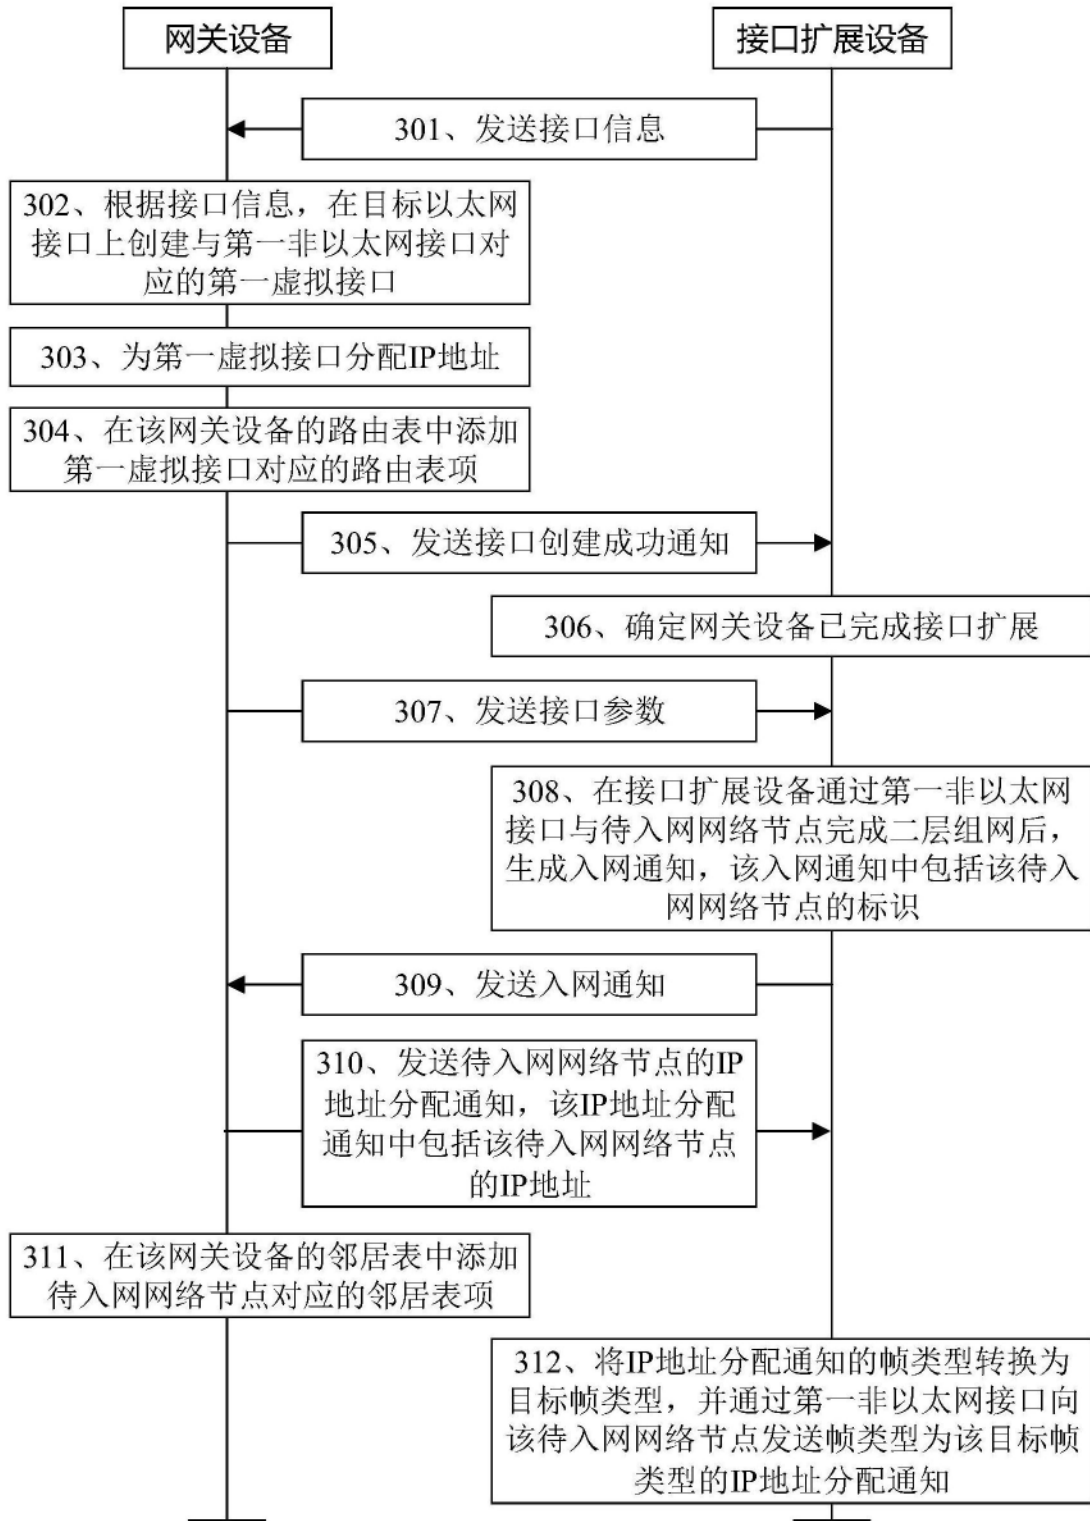 网关设备
接口扩展设备
301、发送接口信息
302、根据接口信息，在目标以太网
接口上创建与第一非以太网接口对
应的第一虚拟接口
303、为第一虚拟接口分配IP地址
304、在该网关设备的路由表中添加
第一虚拟接口对应的路由表项
305、发送接口创建成功通知
306、确定网关设备已完成接口扩展
307、发送接口参数
308、在接口扩展设备通过第一非以太网
接口与待入网网络节点完成二层组网后，
生成入网通知，该入网通知中包括该待入
网网络节点的标识
309、发送入网通知
310、发送待入网网络节点的IP
地址分配通知，该IP地址分配
通知中包括该待入网网络节点
的IP地址
311、在该网关设备的邻居表中添加
待入网网络节点对应的邻居表项
312、将IP地址分配通知的帧类型转换为
目标帧类型，并通过第一非以太网接口向
该待入网网络节点发送帧类型为该目标帧
类型的IP地址分配通知